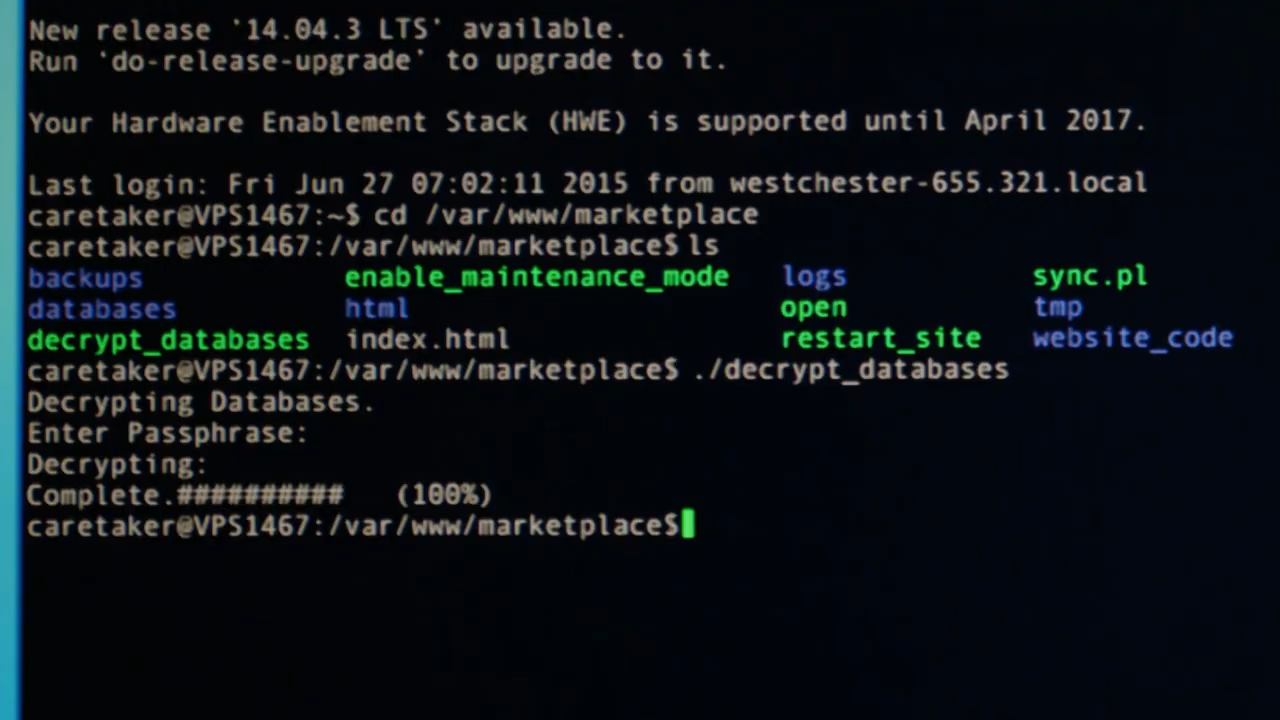 New release '14.04.3 LTS' available.
Run 'do-release-upgrade' to upgrade to it.
Your Hardware Enablement Stack (HWE) is supported until April 2017.
Last login: Fri Jun 27 07:02:11 2015 from westchester-655.321.local
caretaker@VPS1467:~$ cd /var/www/marketplace
caretaker@VPS1467:/var/www/marketplace$ ls
backups enable_maintenance_mode logs sync.pl
databases html open tmp
decrypt_databases index.html restart_site website_code
caretaker@VPS1467:/var/www/marketplace$ ./decrypt_databases
Decrypting Databases.
Enter Passphrase:
Decrypting:
Complete.########## (100%)
caretaker@VPS1467:/var/www/marketplace$